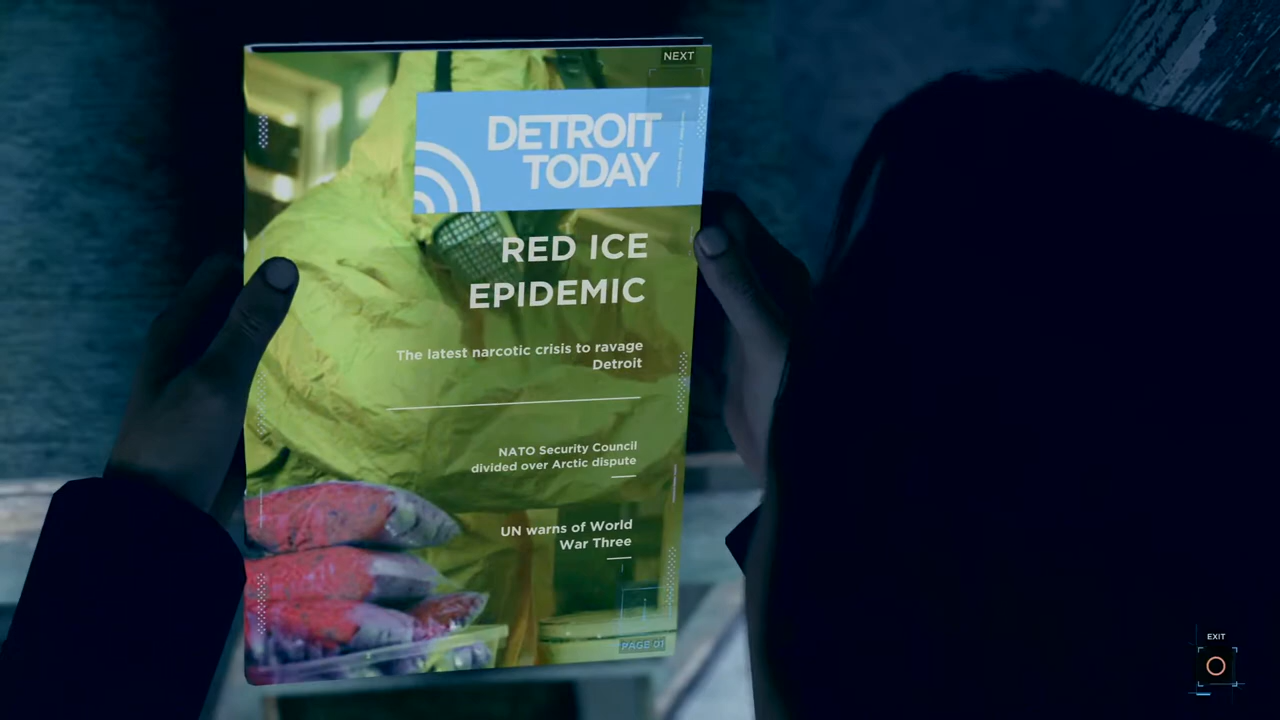 NEXT
DETROIT
TODAY
RED ICE
EPIDEMIC
The latest narcotic crisis to ravage
Detroit
NATO Security Council
divided over Arctic dispute
UN warns of World
War Three
PAGE 01
EXIT